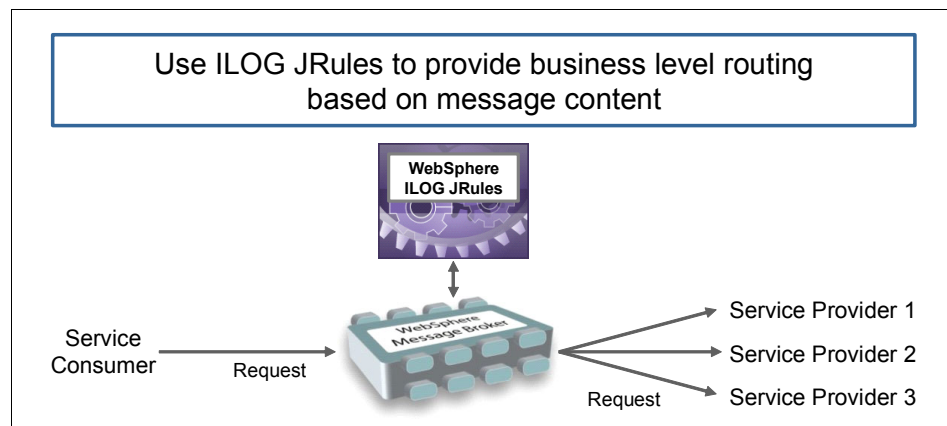 Use ILOG JRules to provide business level routing
based on message content
WebSphere
ILOG JRules
WebSphere
Message Broker
Service
Consumer
Request
Request
Service Provider 1
Service Provider 2
Service Provider 3